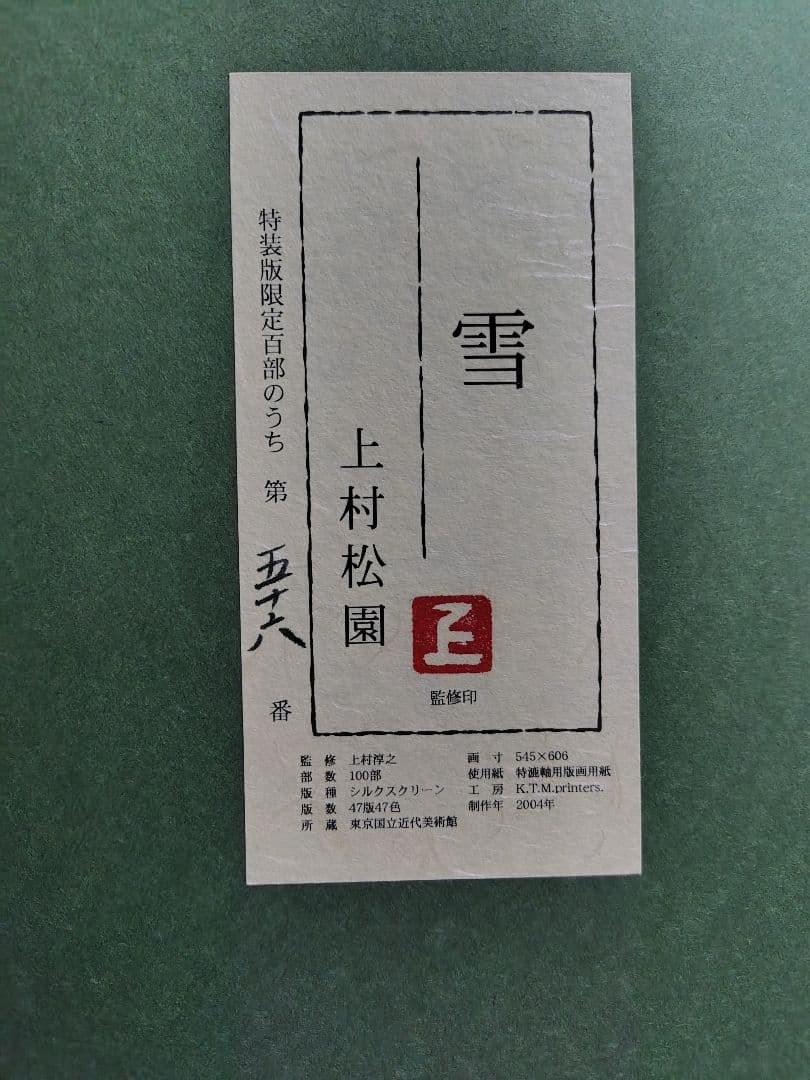 雪
上村松園
監修印
特装版限定百部のうち 第 五十六 番
監修 上村淳之
部数 100部
版種 シルクスクリーン
版数 47版47色
所蔵 東京国立近代美術館
画寸 545×606
使用紙 特漉軸用版画用紙
工房 K.T.M.printers.
制作年 2004年